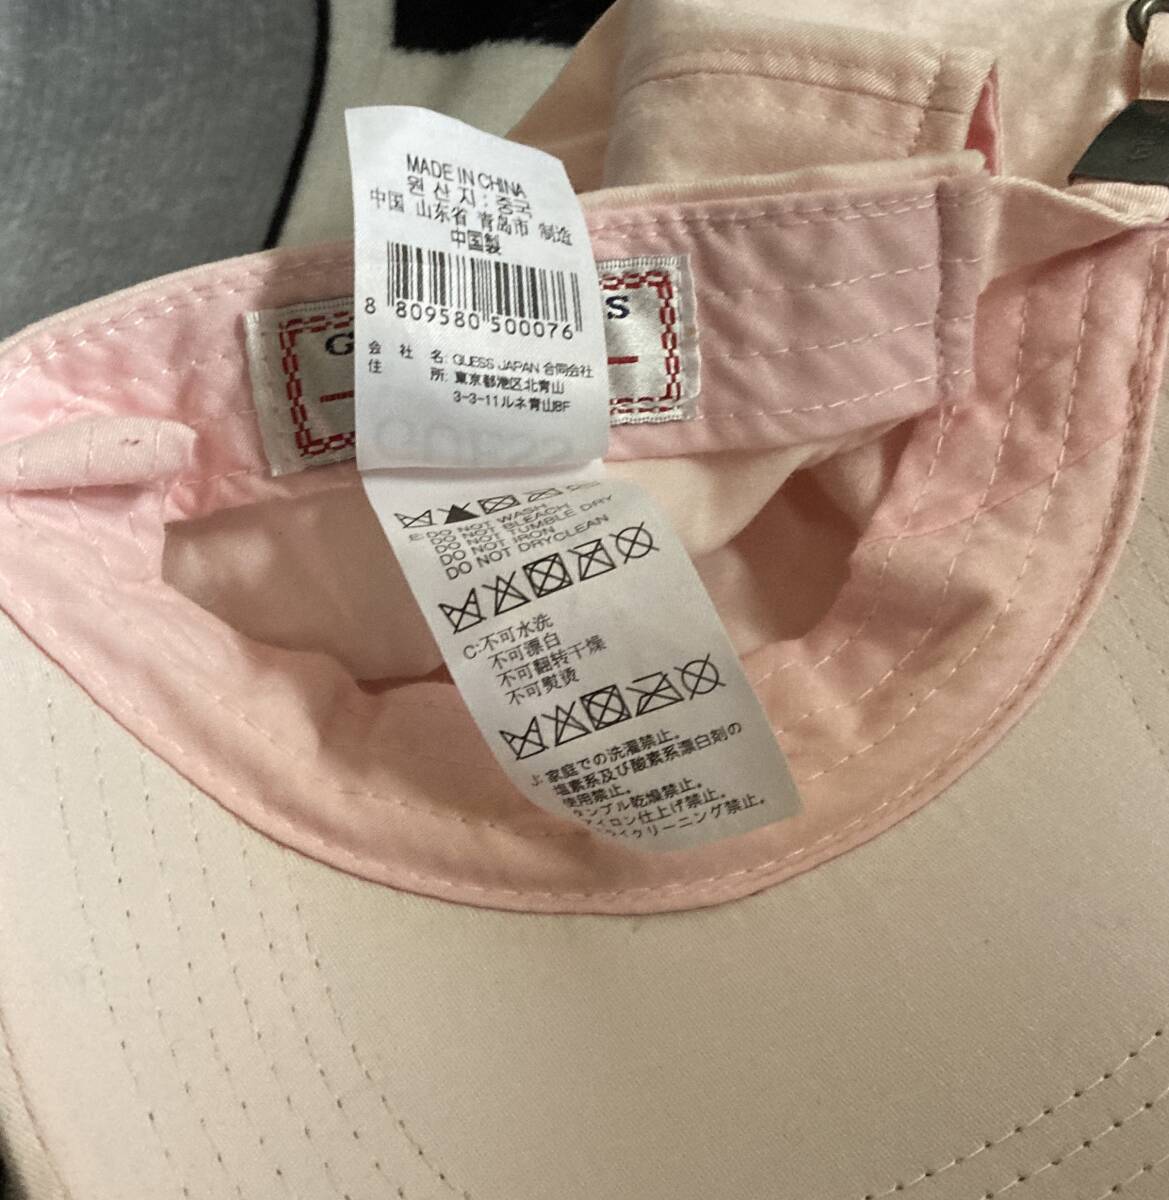 MADE IN CHINA
원 산 지 : 중국
中国 山东省 青岛市 制造
中国製
8 809580 500076
会 社 名: GUESS JAPAN 合同会社
住 所: 東京都港区北青山
3-3-11ルネ青山8F
G S
GUESS
E:DO NOT WASH
DO NOT BLEACH
DO NOT TUMBLE DRY
DO NOT IRON
DO NOT DRYCLEAN
C:不可水洗
不可漂白
不可翻转干燥
不可熨烫
J:家庭での洗濯禁止。
塩素系及び酸素系漂白剤の
使用禁止。
タンブル乾燥禁止。
アイロン仕上げ禁止。
ライクリーニング禁止。